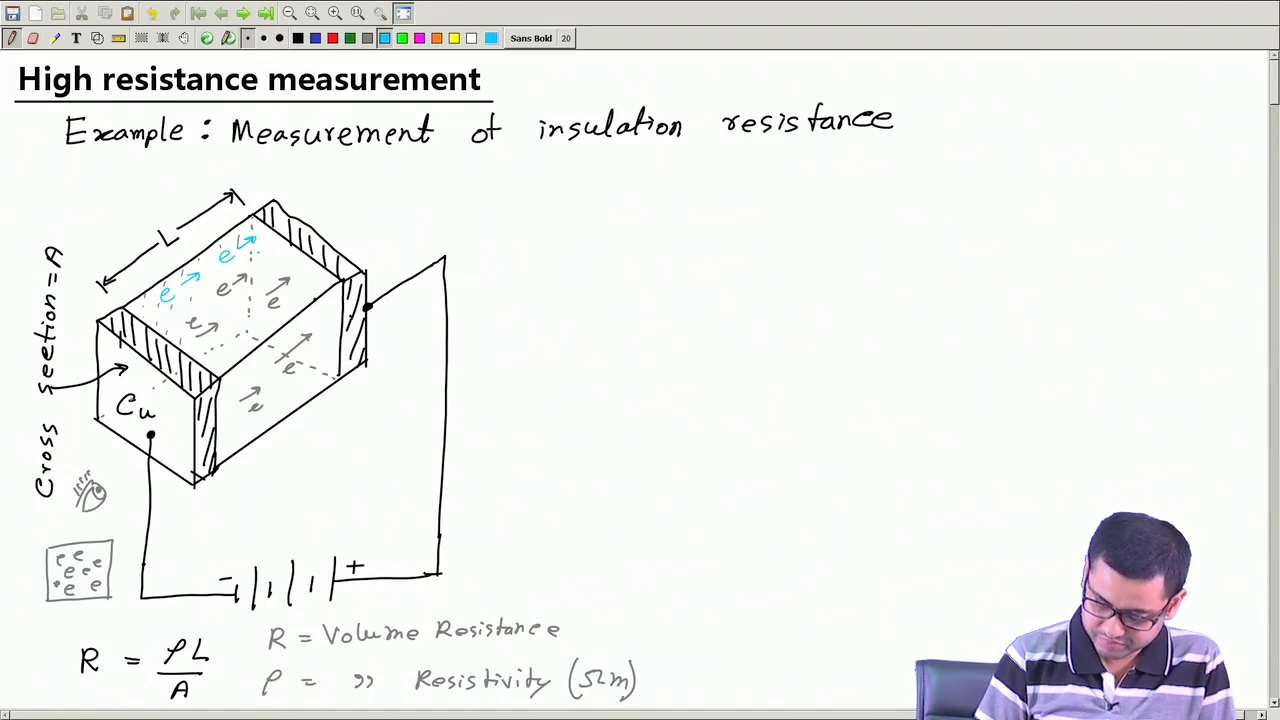 Sans Bold 20
High resistance measurement
Example : Measurement of insulation resistance
L
Cross section = A
e e
e e
e
e
e
Cu
e e e
e e e
e e
- +
R = ρL/A
R = Volume Resistance
ρ = ,, Resistivity (Ωm)